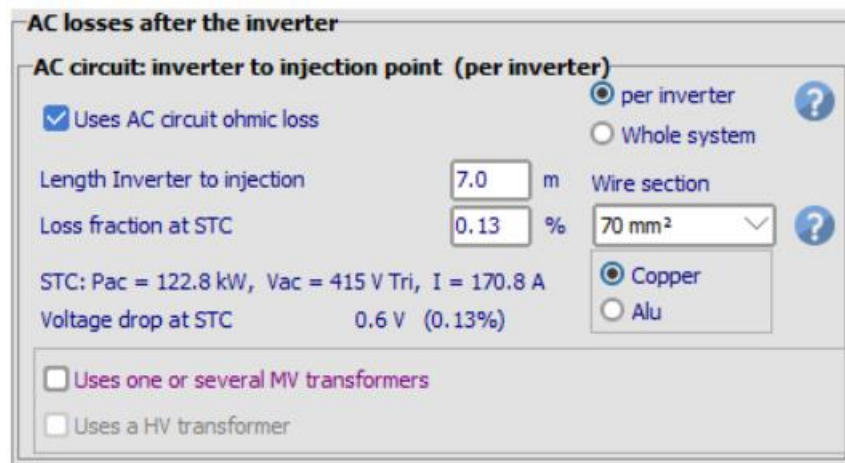 AC losses after the inverter
AC circuit: inverter to injection point (per inverter)
Uses AC circuit ohmic loss
per inverter
?
Whole system
Length Inverter to injection 7.0 m
Wire section
Loss fraction at STC 0.13 %
70 mm²
?
STC: Pac = 122.8 kW, Vac = 415 V Tri, I = 170.8 A
Copper
Voltage drop at STC 0.6 V (0.13%)
Alu
Uses one or several MV transformers
Uses a HV transformer